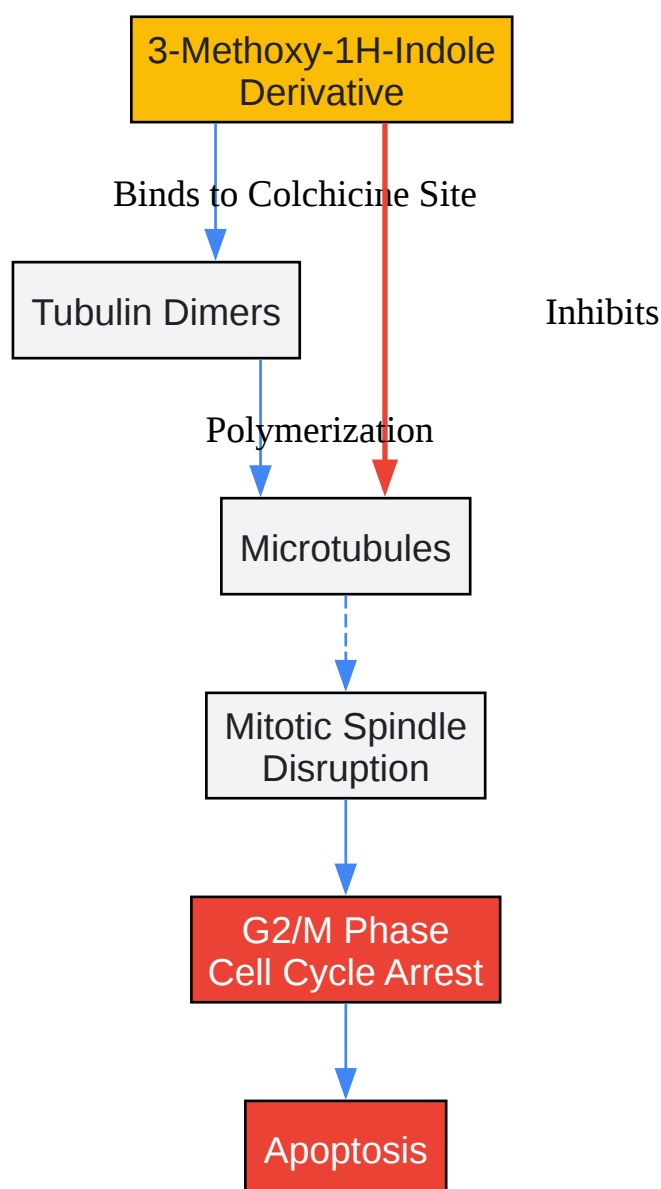 3-Methoxy-1H-Indole
Derivative
Binds to Colchicine Site
Tubulin Dimers
Inhibits
Polymerization
Microtubules
Mitotic Spindle
Disruption
G2/M Phase
Cell Cycle Arrest
Apoptosis